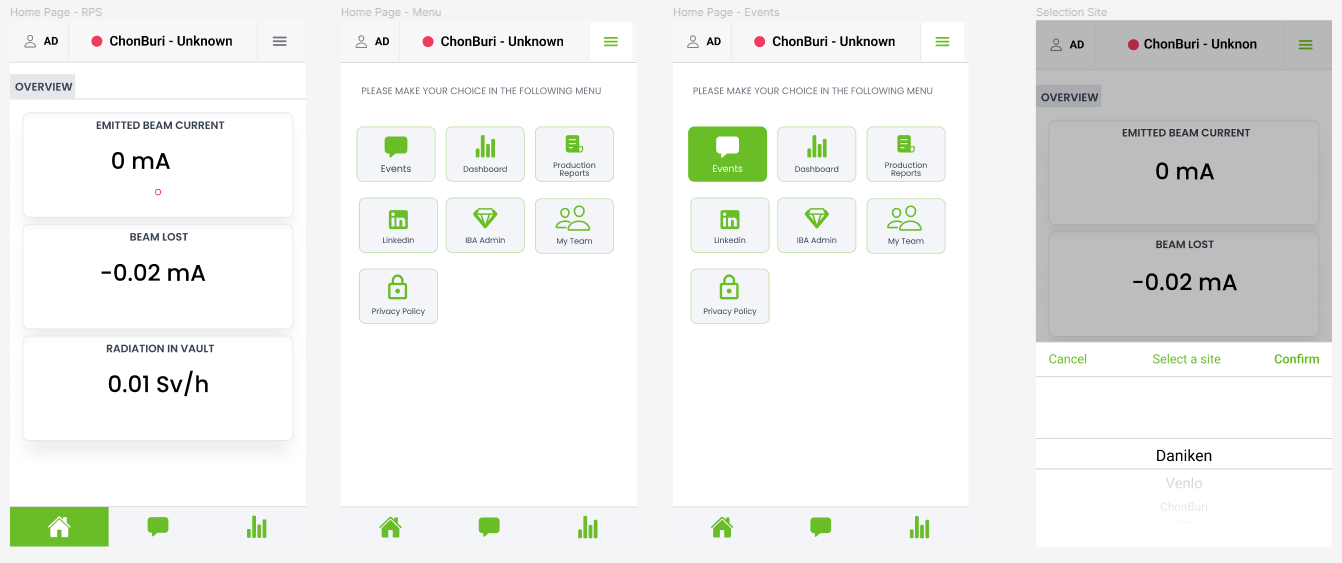 Home Page - RPS
AD
ChonBuri - Unknown
OVERVIEW
EMITTED BEAM CURRENT
0 mA
BEAM LOST
-0.02 mA
RADIATION IN VAULT
0.01 Sv/h
Home Page - Menu
AD
ChonBuri - Unknown
PLEASE MAKE YOUR CHOICE IN THE FOLLOWING MENU
Events
Dashboard
Production
Reports
Linkedin
IBA Admin
My Team
Privacy Policy
Home Page - Events
AD
ChonBuri - Unknown
PLEASE MAKE YOUR CHOICE IN THE FOLLOWING MENU
Events
Dashboard
Production
Reports
Linkedin
IBA Admin
My Team
Privacy Policy
Selection Site
AD
ChonBuri - Unknon
OVERVIEW
EMITTED BEAM CURRENT
0 mA
BEAM LOST
-0.02 mA
Cancel
Select a site
Confirm
Daniken
Venlo
ChonBuri